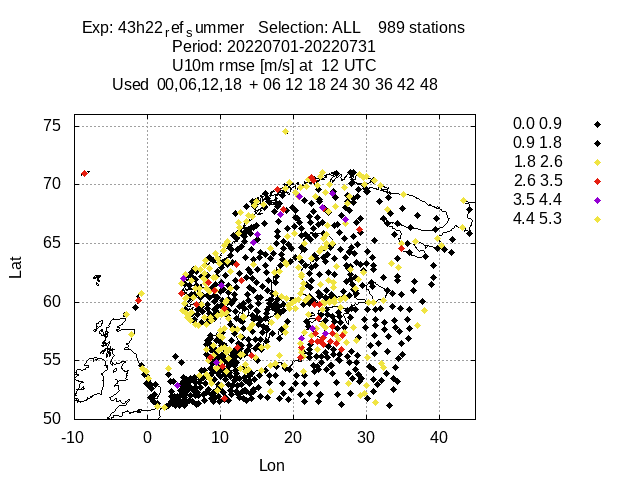 Exp: 43h22refsummer Selection: ALL 989 stations
Period: 20220701-20220731
U10m rmse [m/s] at 12 UTC
Used 00,06,12,18 + 06 12 18 24 30 36 42 48
0.0 0.9
0.9 1.8
1.8 2.6
2.6 3.5
3.5 4.4
4.4 5.3
75
70
65
60
55
50
Lat
-10 0 10 20 30 40
Lon